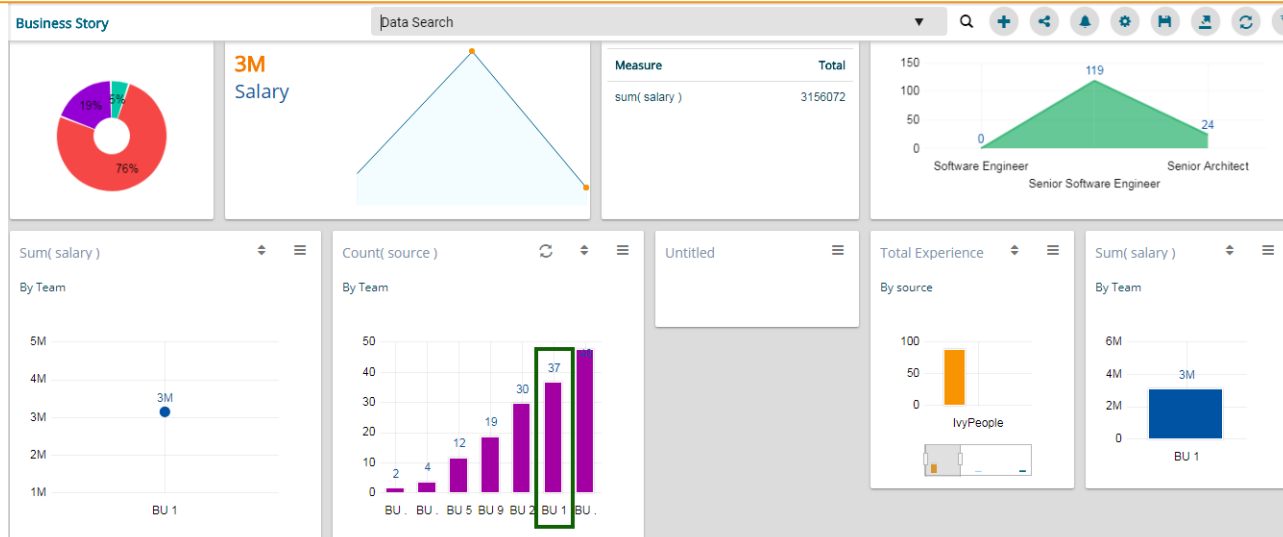 Business Story
Data Search
19%
5%
76%
3M
Salary
Measure Total
sum( salary ) 3156072
150
100
50
0
0
119
24
Software Engineer
Senior Software Engineer
Senior Architect
Sum( salary )
By Team
5M
4M
3M
2M
1M
3M
BU 1
Count( source )
By Team
50
40
30
20
10
0
2
4
12
19
30
37
BU .
BU .
BU 5
BU 9
BU 2
BU 1
BU .
Untitled
Total Experience
By source
100
50
0
IvyPeople
Sum( salary )
By Team
6M
4M
2M
0
3M
BU 1